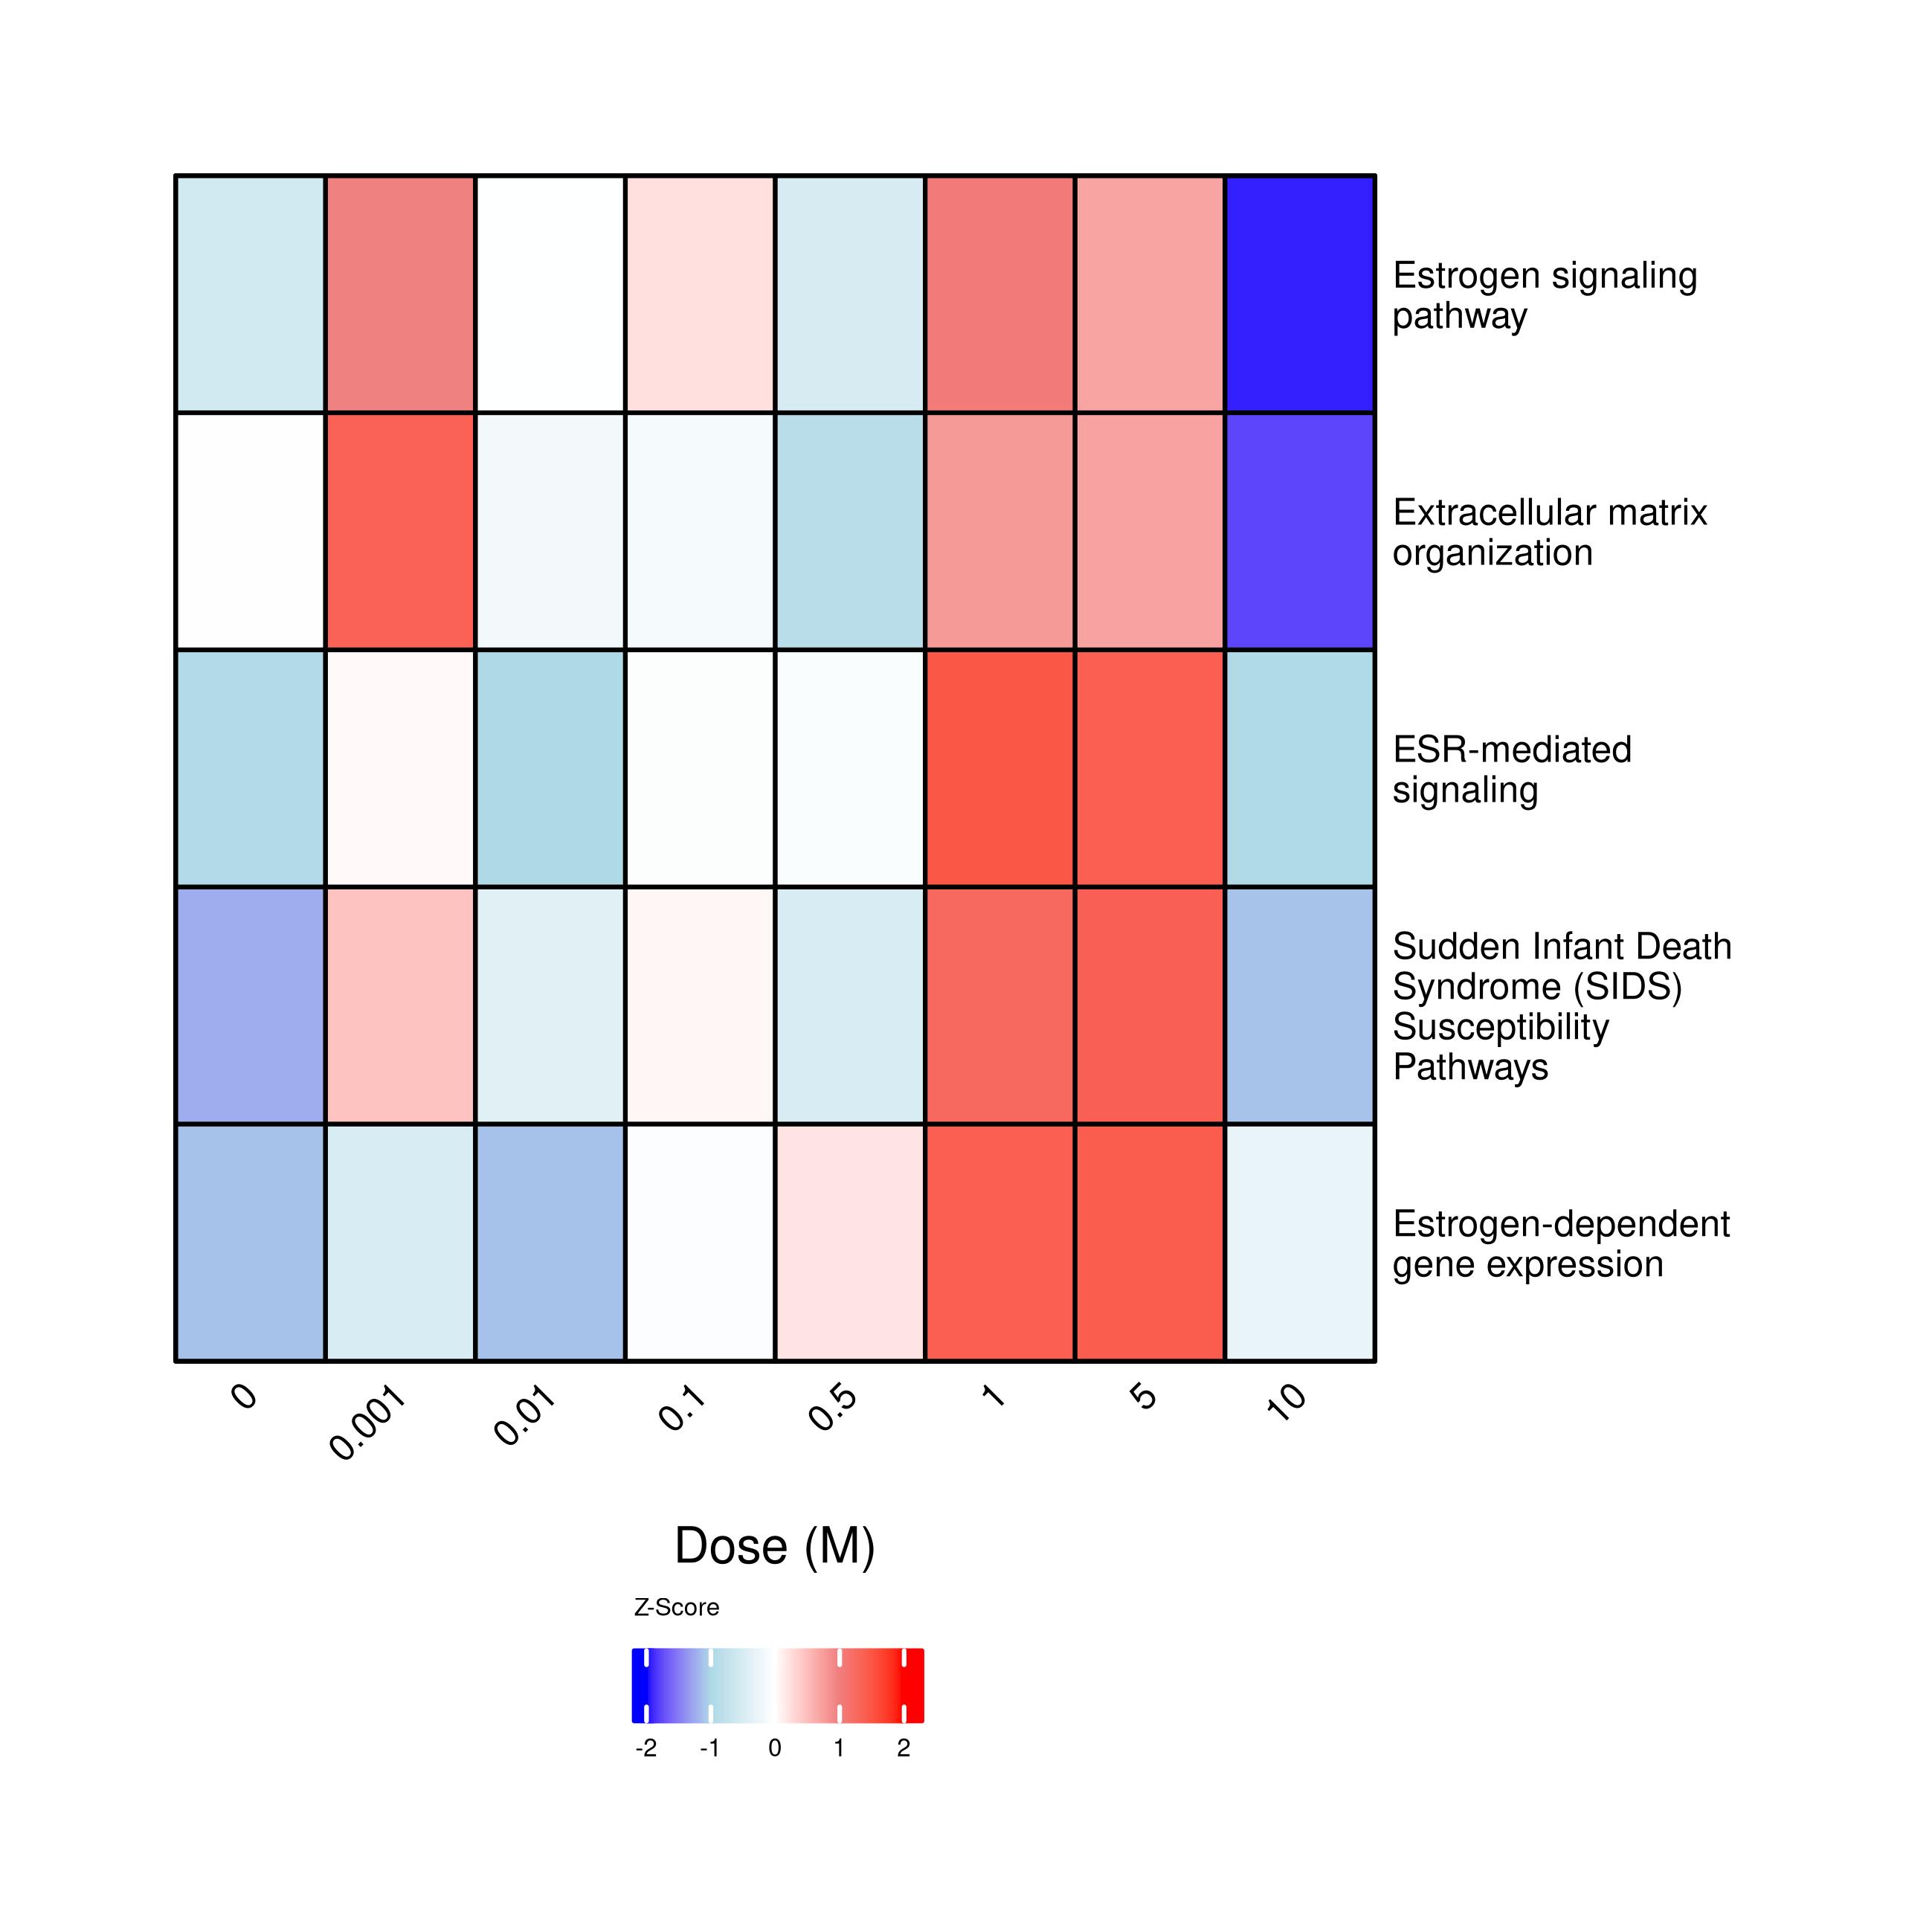 Estrogen signaling
pathway
Extracellular matrix
organization
ESR-mediated
signaling
Sudden Infant Death
Syndrome (SIDS)
Susceptibility
Pathways
Estrogen-dependent
gene expression
0 0.001 0.01 0.1 0.5 1 5 10
Dose (M)
Z-Score
-2 -1 0 1 2